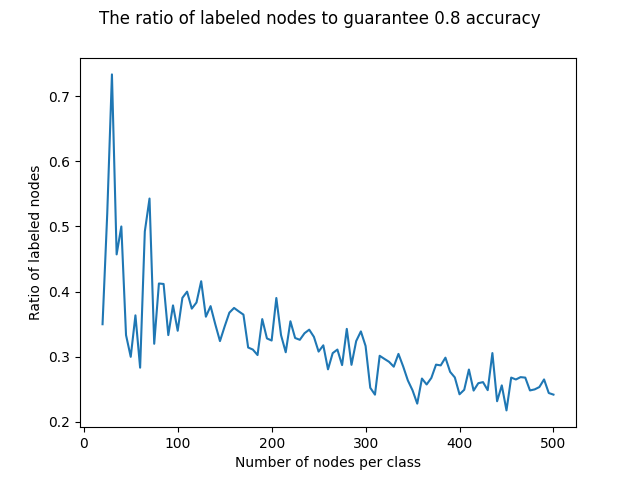 The ratio of labeled nodes to guarantee 0.8 accuracy
0.7
0.6
0.5
0.4
0.3
0.2
Ratio of labeled nodes
0 100 200 300 400 500
Number of nodes per class